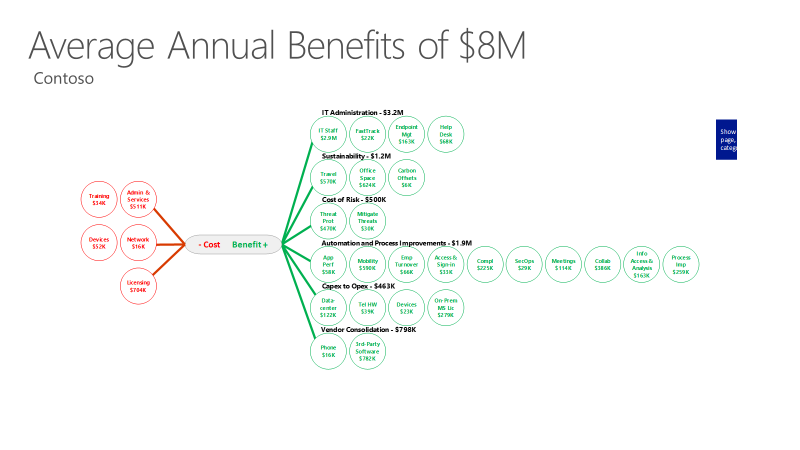 Average Annual Benefits of $8M
Contoso
IT Administration - $3.2M
IT Staff
$2.9M
FastTrack
$22K
Endpoint
Mgt
$163K
Help
Desk
$68K
Sustainability - $1.2M
Travel
$570K
Office
Space
$624K
Carbon
Offsets
$6K
Cost of Risk - $500K
Threat
Prot
$470K
Mitigate
Threats
$30K
Automation and Process Improvements - $1.9M
App
Perf
$58K
Mobility
$590K
Emp
Turnover
$66K
Access &
Sign-in
$33K
Compl
$225K
SecOps
$29K
Meetings
$114K
Collab
$386K
Info
Access &
Analysis
$163K
Process
Imp
$259K
Capex to Opex - $463K
Data-
center
$122K
Tel HW
$39K
Devices
$23K
On-Prem
MS Lic
$279K
Vendor Consolidation - $798K
Phone
$16K
3rd-Party
Software
$782K
- Cost
Benefit +
Training
$34K
Admin &
Services
$511K
Devices
$52K
Network
$16K
Licensing
$704K
Show
page,
categ